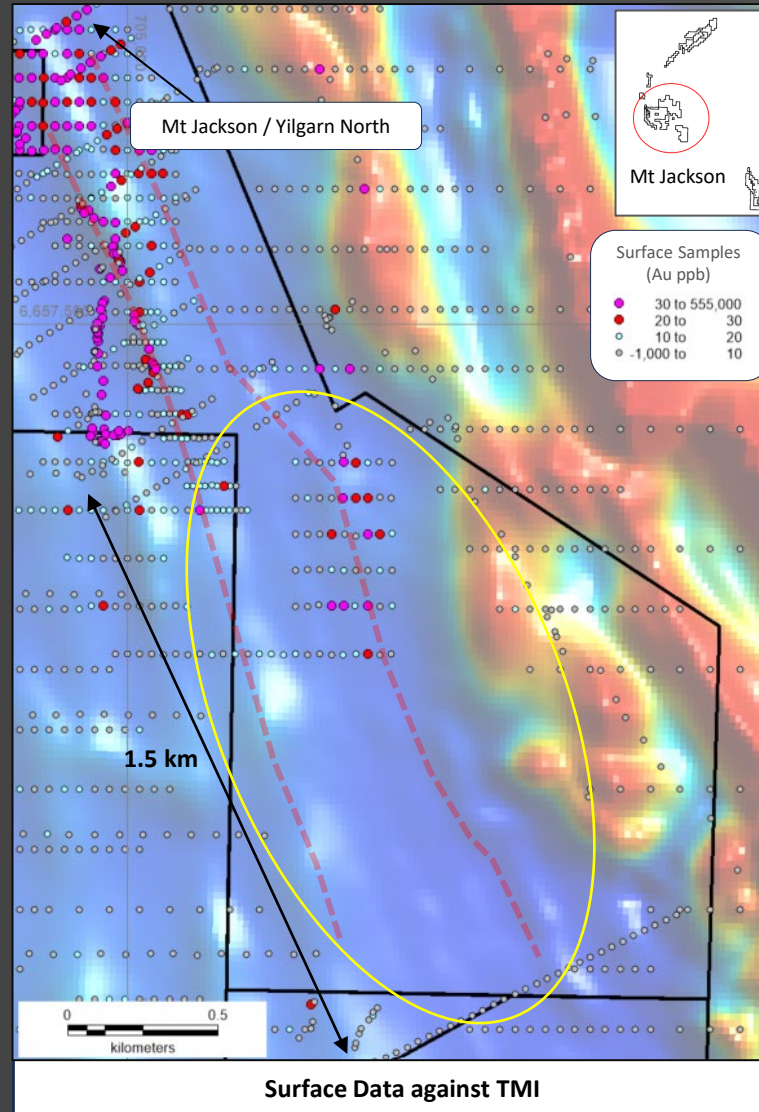 Mt Jackson / Yilgarn North
Mt Jackson
Surface Samples
(Au ppb)
30 to 555,000
20 to 30
10 to 20
-1,000 to 10
1.5 km
0 0.5
kilometers
Surface Data against TMI